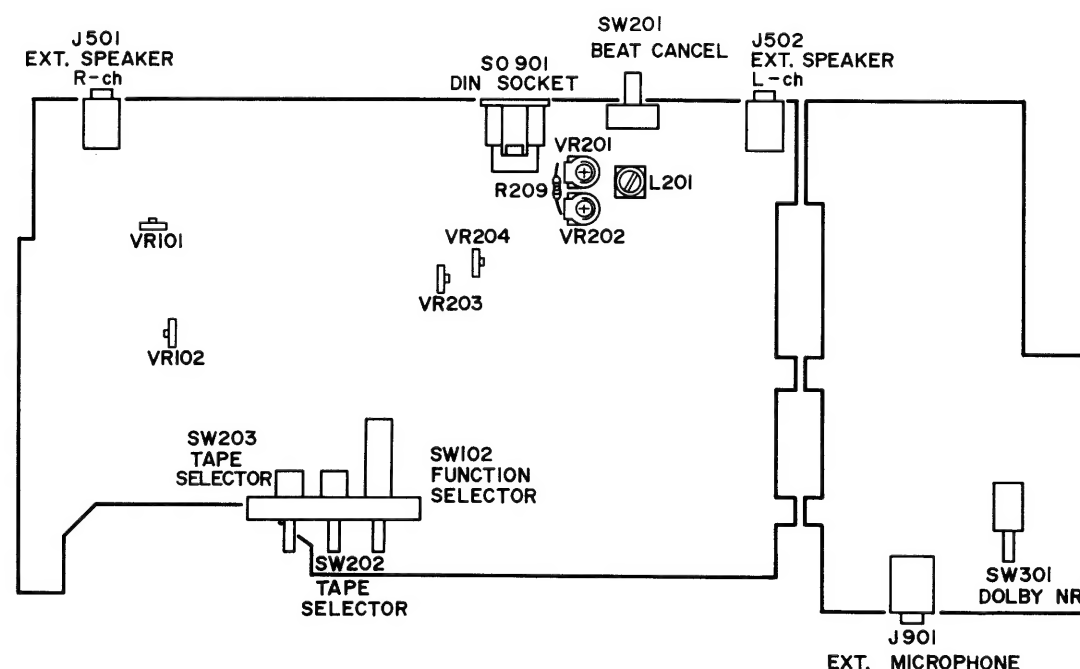 J501
EXT. SPEAKER
R-ch
SO 901
DIN SOCKET
SW201
BEAT CANCEL
J502
EXT. SPEAKER
L-ch
VR201
R209
L201
VR202
VR101
VR204
VR203
VR102
SW203
TAPE
SELECTOR
SW102
FUNCTION
SELECTOR
SW202
TAPE
SELECTOR
SW301
DOLBY NR
J901
EXT. MICROPHONE